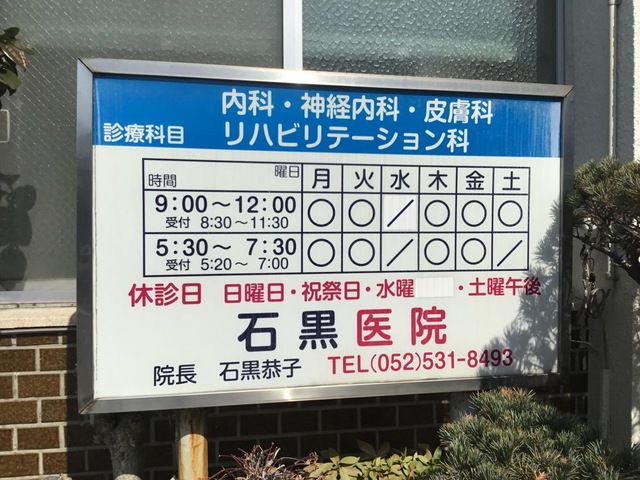 内科・神経内科・皮膚科
診療科目 リハビリテーション科
曜日 月 火 水 木 金 土
時間
9:00～12:00 ○ ○ ／ ○ ○ ○
受付 8:30～11:30
5:30～ 7:30 ○ ○ ／ ○ ○ ／
受付 5:20～ 7:00
休診日 日曜日・祝祭日・水曜 ・土曜午後
石黒医院
院長 石黒恭子 TEL(052)531-8493